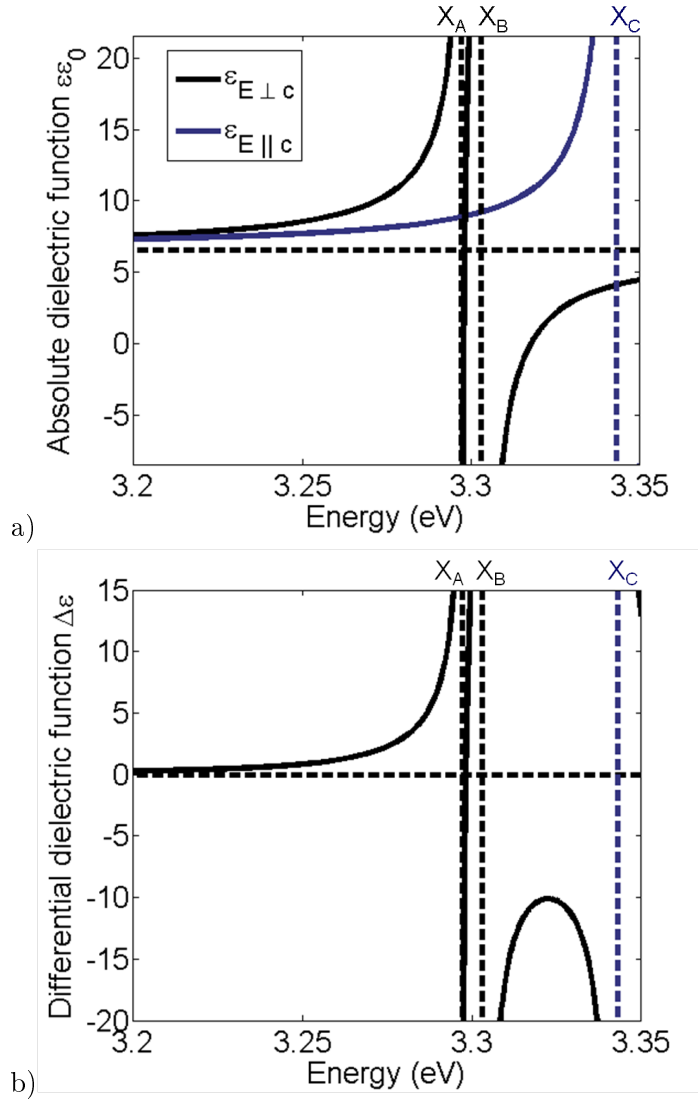 X_A X_B X_C
20
15
10
5
0
-5
ε_E ⊥ c
ε_E || c
Absolute dielectric function εε_0
3.2 3.25 3.3 3.35
Energy (eV)
a)
X_A X_B X_C
15
10
5
0
-5
-10
-15
-20
Differential dielectric function Δε
3.2 3.25 3.3 3.35
Energy (eV)
b)